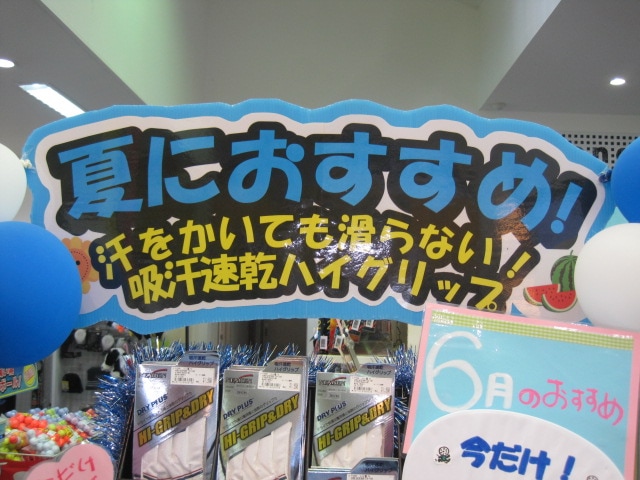 夏におすすめ!
汗をかいても滑らない!
吸汗速乾ハイグリップ
6月のおすすめ
今だけ!
DRY PLUS
HI-GRIP&DRY
HI-GRIP&DRY
DRY PLUS
HI-GRIP&DRY
だけ